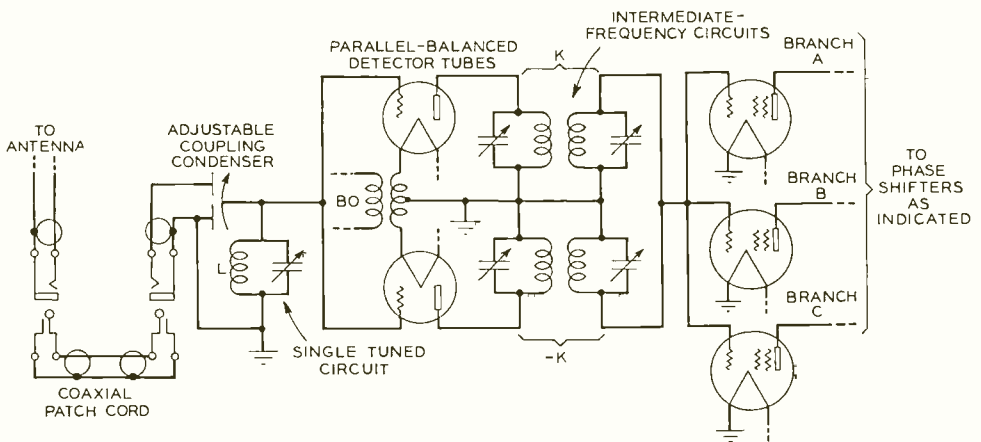 INTERMEDIATE-
FREQUENCY CIRCUITS
PARALLEL-BALANCED
DETECTOR TUBES
K
BRANCH
A
TO
ANTENNA
ADJUSTABLE
COUPLING
CONDENSER
BO
L
BRANCH
B
TO
PHASE
SHIFTERS
AS
INDICATED
BRANCH
C
-K
SINGLE TUNED
CIRCUIT
COAXIAL
PATCH CORD